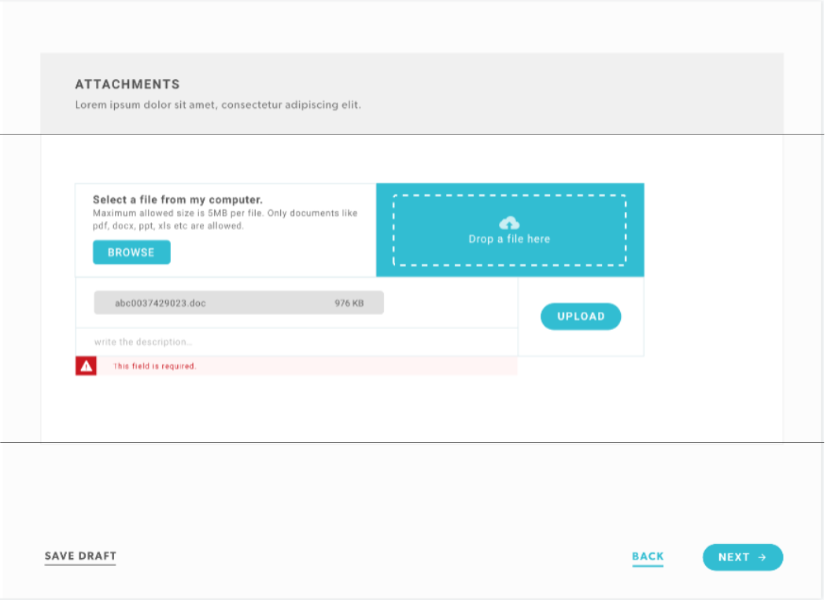 ATTACHMENTS
Lorem ipsum dolor sit amet, consectetur adipiscing elit.
Select a file from my computer.
Maximum allowed size is 5MB per file. Only documents like
pdf, docx, ppt, xls etc are allowed.
BROWSE
Drop a file here
abc0037429023.doc 976 KB
UPLOAD
write the description...
This field is required.
SAVE DRAFT
BACK
NEXT →